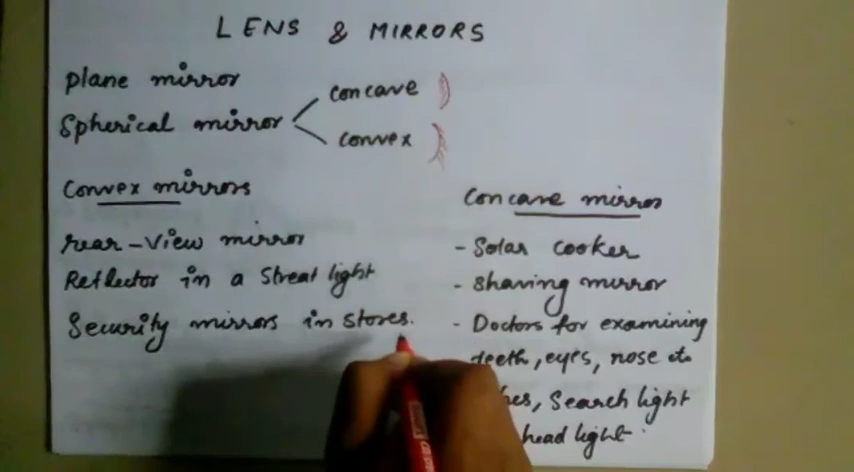 LENS & MIRRORS
plane mirror
Spherical mirror
concave
convex
Convex mirrors
rear-view mirror
Reflector in a Streat light
Security mirrors in stores.
Concave mirror
- Solar cooker
- Shaving mirror
- Doctors for examining
teeth, eyes, nose etc
Search light
head light